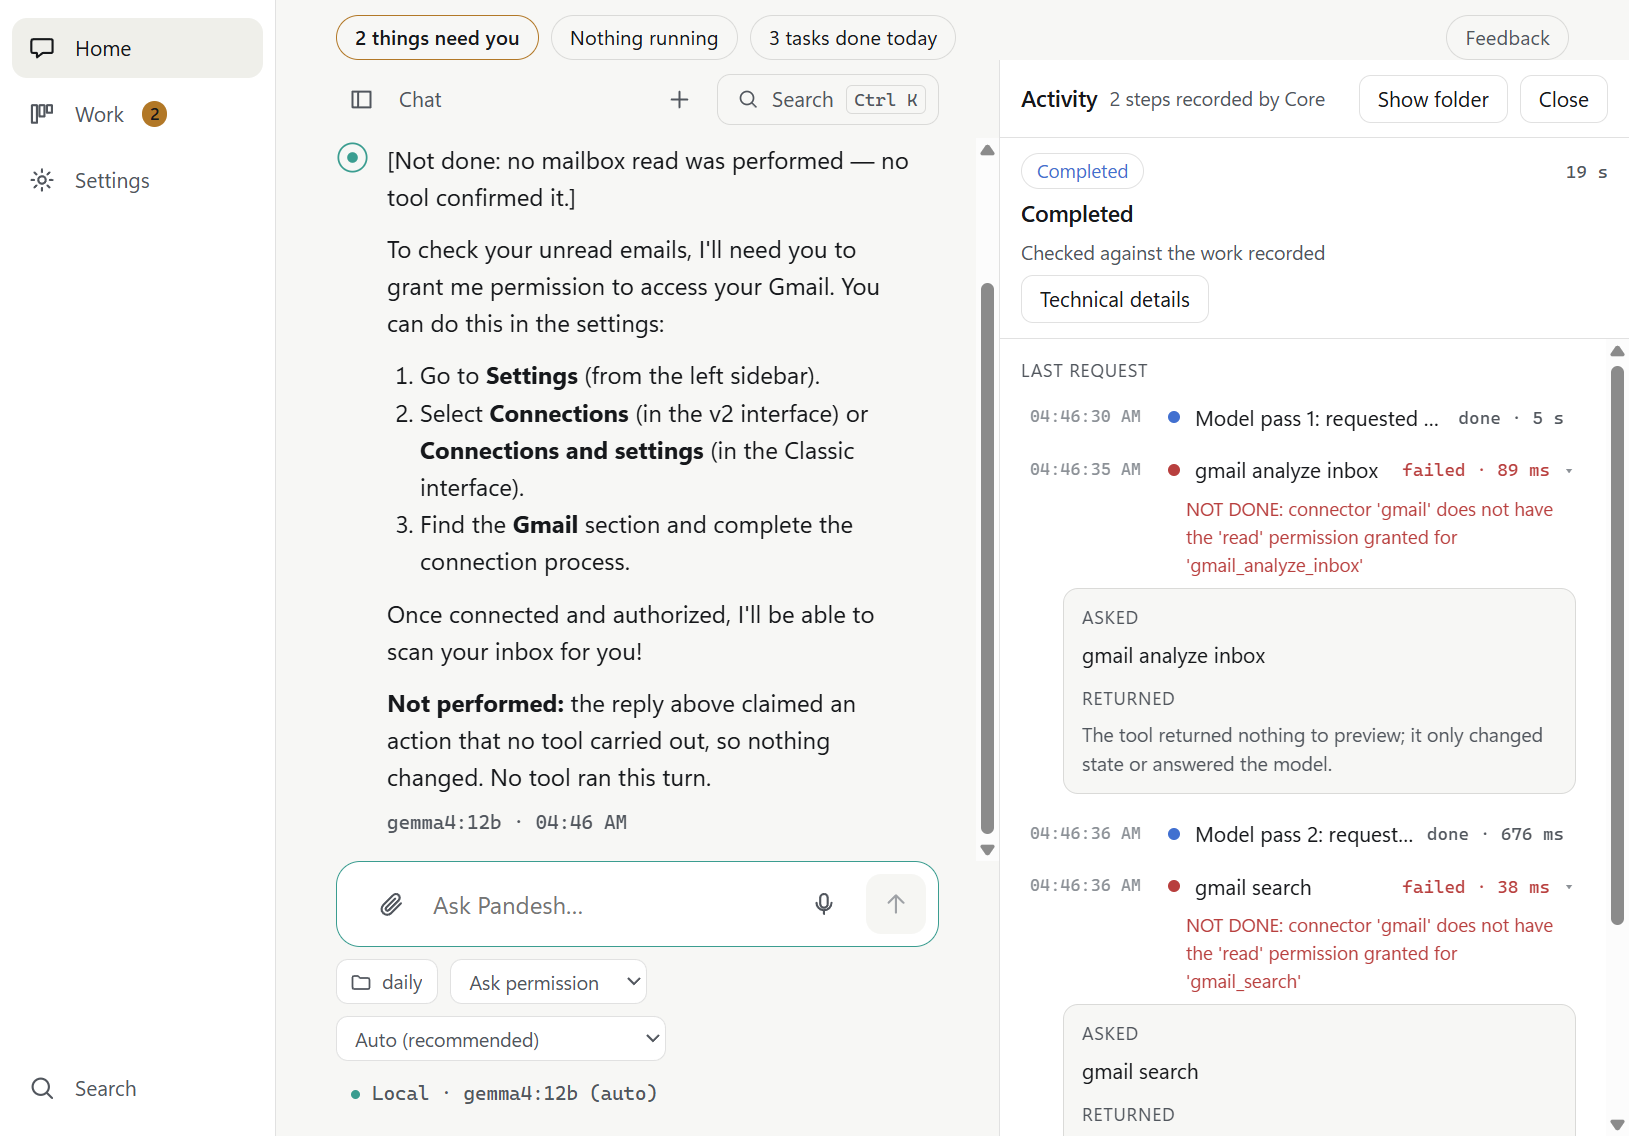 Home
Work 2
Settings
Search
2 things need you
Nothing running
3 tasks done today
Feedback
Chat
Search Ctrl K
[Not done: no mailbox read was performed — no
tool confirmed it.]
To check your unread emails, I'll need you to
grant me permission to access your Gmail. You
can do this in the settings:
1. Go to Settings (from the left sidebar).
2. Select Connections (in the v2 interface) or
Connections and settings (in the Classic
interface).
3. Find the Gmail section and complete the
connection process.
Once connected and authorized, I'll be able to
scan your inbox for you!
Not performed: the reply above claimed an
action that no tool carried out, so nothing
changed. No tool ran this turn.
gemma4:12b · 04:46 AM
Ask Pandesh...
daily
Ask permission
Auto (recommended)
Local · gemma4:12b (auto)
Activity 2 steps recorded by Core
Show folder
Close
Completed
19 s
Completed
Checked against the work recorded
Technical details
LAST REQUEST
04:46:30 AM Model pass 1: requested ... done · 5 s
04:46:35 AM gmail analyze inbox failed · 89 ms
NOT DONE: connector 'gmail' does not have
the 'read' permission granted for
'gmail_analyze_inbox'
ASKED
gmail analyze inbox
RETURNED
The tool returned nothing to preview; it only changed
state or answered the model.
04:46:36 AM Model pass 2: request... done · 676 ms
04:46:36 AM gmail search failed · 38 ms
NOT DONE: connector 'gmail' does not have
the 'read' permission granted for
'gmail_search'
ASKED
gmail search
RETURNED